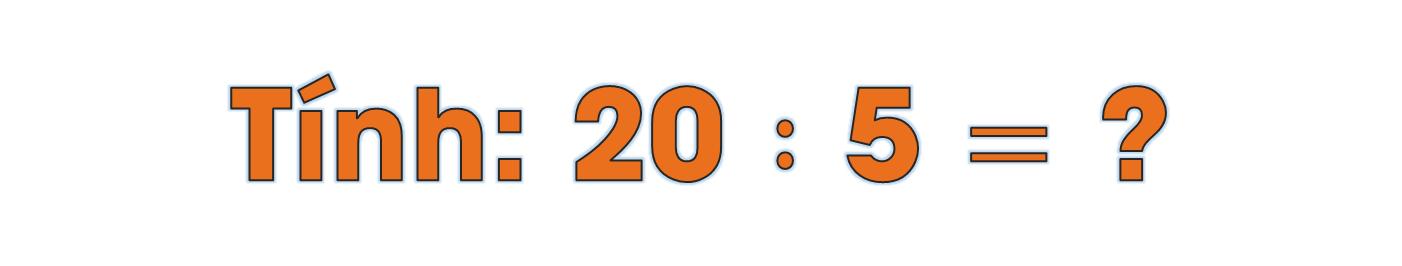 Tính: 20 : 5 = ?